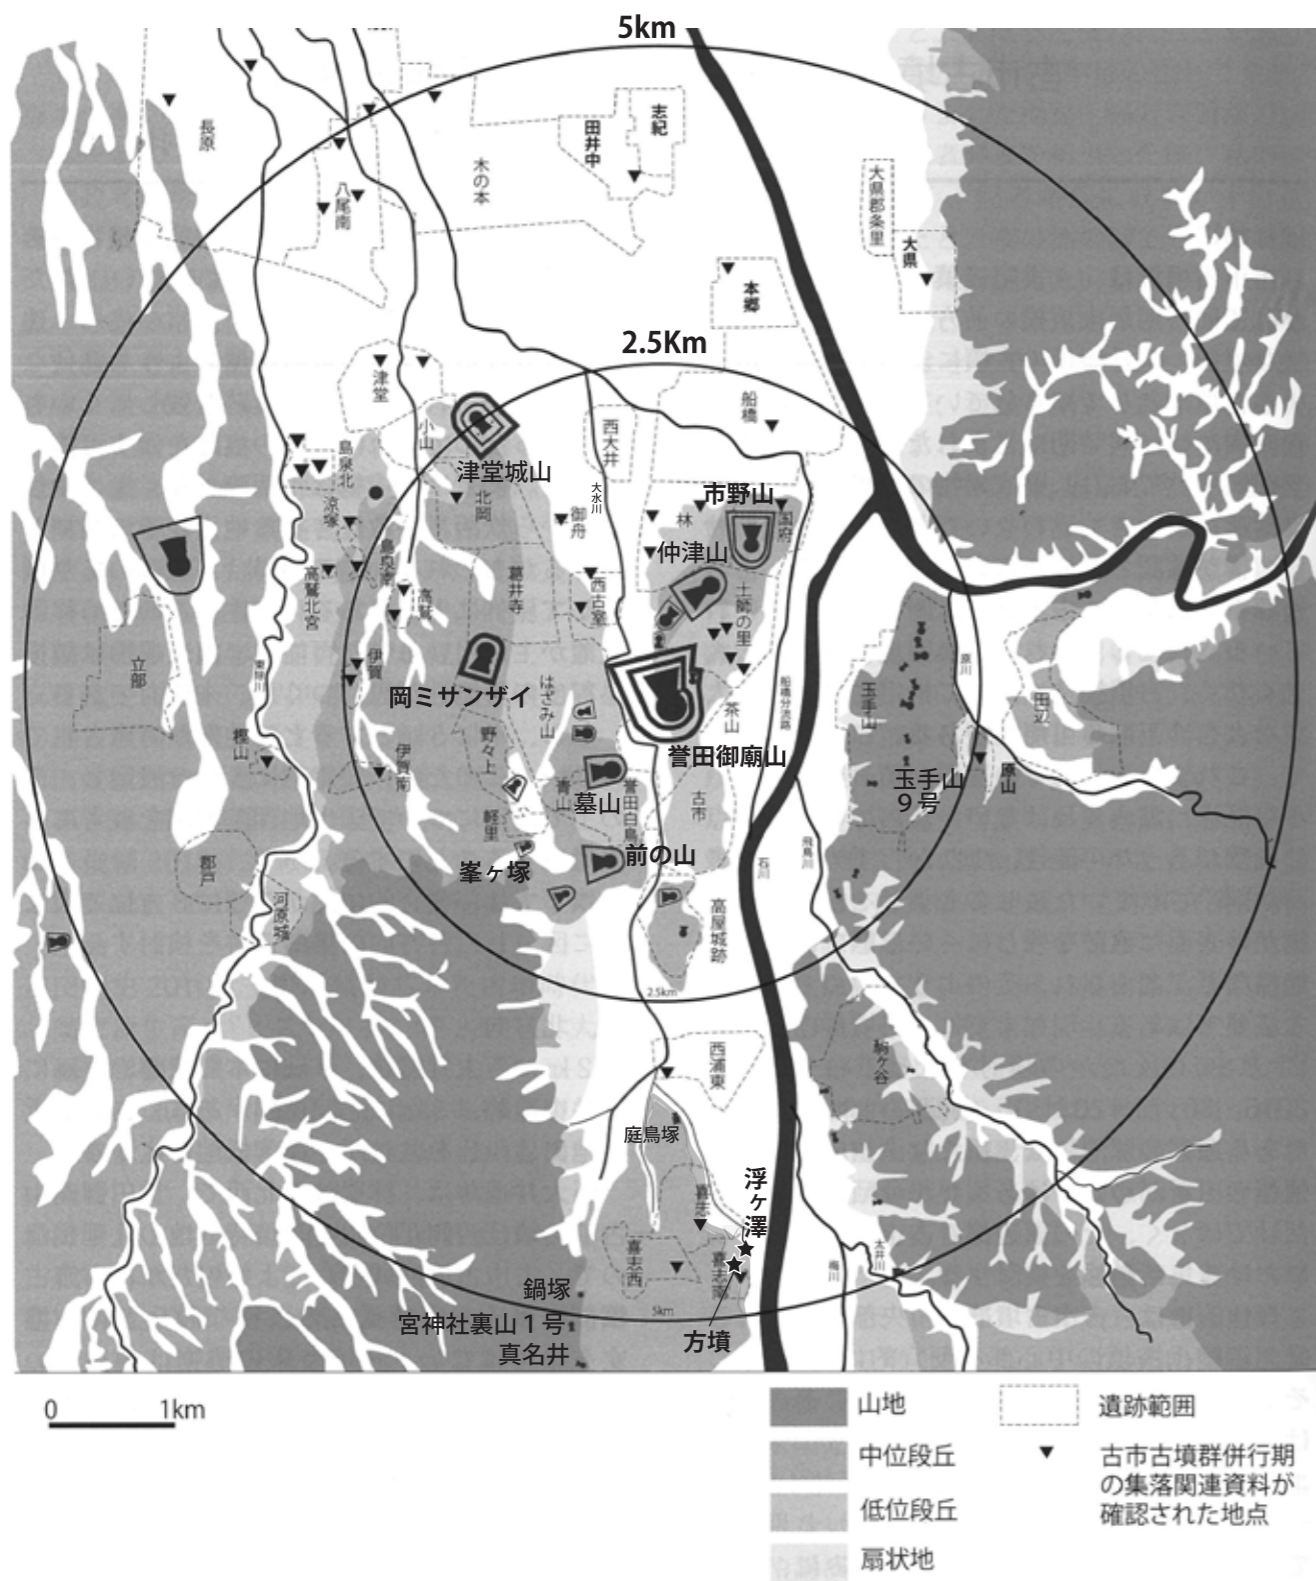 5km
長原
八尾南
木の本
田井中
志紀
大県郡条里
大県
本郷
2.5Km
船橋
津堂
小山
西大井
津堂城山
大水川
島泉北
北岡
市野山
涼塚
御舟
林
国府
仲津山
島泉南
葛井寺
高鷲北宮
高鷲
西古室
土師の里
立部
東除川
伊賀
岡ミサンザイ
はざみ山
茶山
船橋分流路
玉手山
原川
田辺
樫山
伊賀南
野々上
誉田御廟山
青山
墓山
誉田白鳥
古市
玉手山
9号
原山
軽里
郡戸
峯ヶ塚
前の山
石川
飛鳥川
河原城
高屋城跡
2.5km
西浦東
駒ヶ谷
庭鳥塚
喜志
浮ヶ澤
喜志西
喜志南
梅川
太井川
鍋塚
5km
宮神社裏山1号
方墳
真名井
0 1km
山地
遺跡範囲
中位段丘
古市古墳群併行期
の集落関連資料が
確認された地点
低位段丘
扇状地